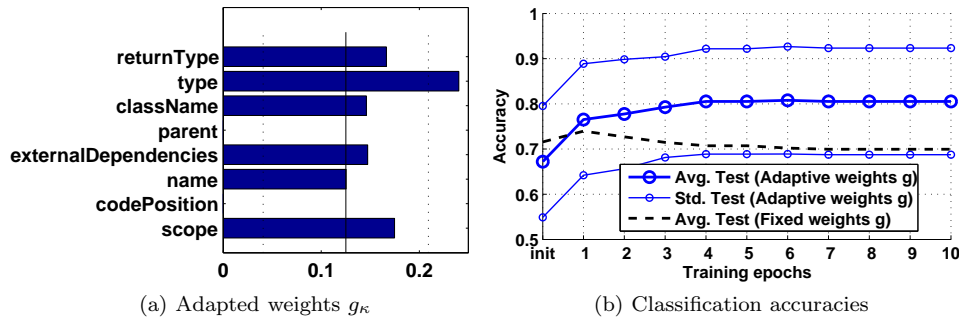 returnType
type
className
parent
externalDependencies
name
codePosition
scope
0 0.1 0.2
(a) Adapted weights gκ
Accuracy
1
0.9
0.8
0.7
0.6
0.5
Avg. Test (Adaptive weights g)
Std. Test (Adaptive weights g)
Avg. Test (Fixed weights g)
init 1 2 3 4 5 6 7 8 9 10
Training epochs
(b) Classification accuracies